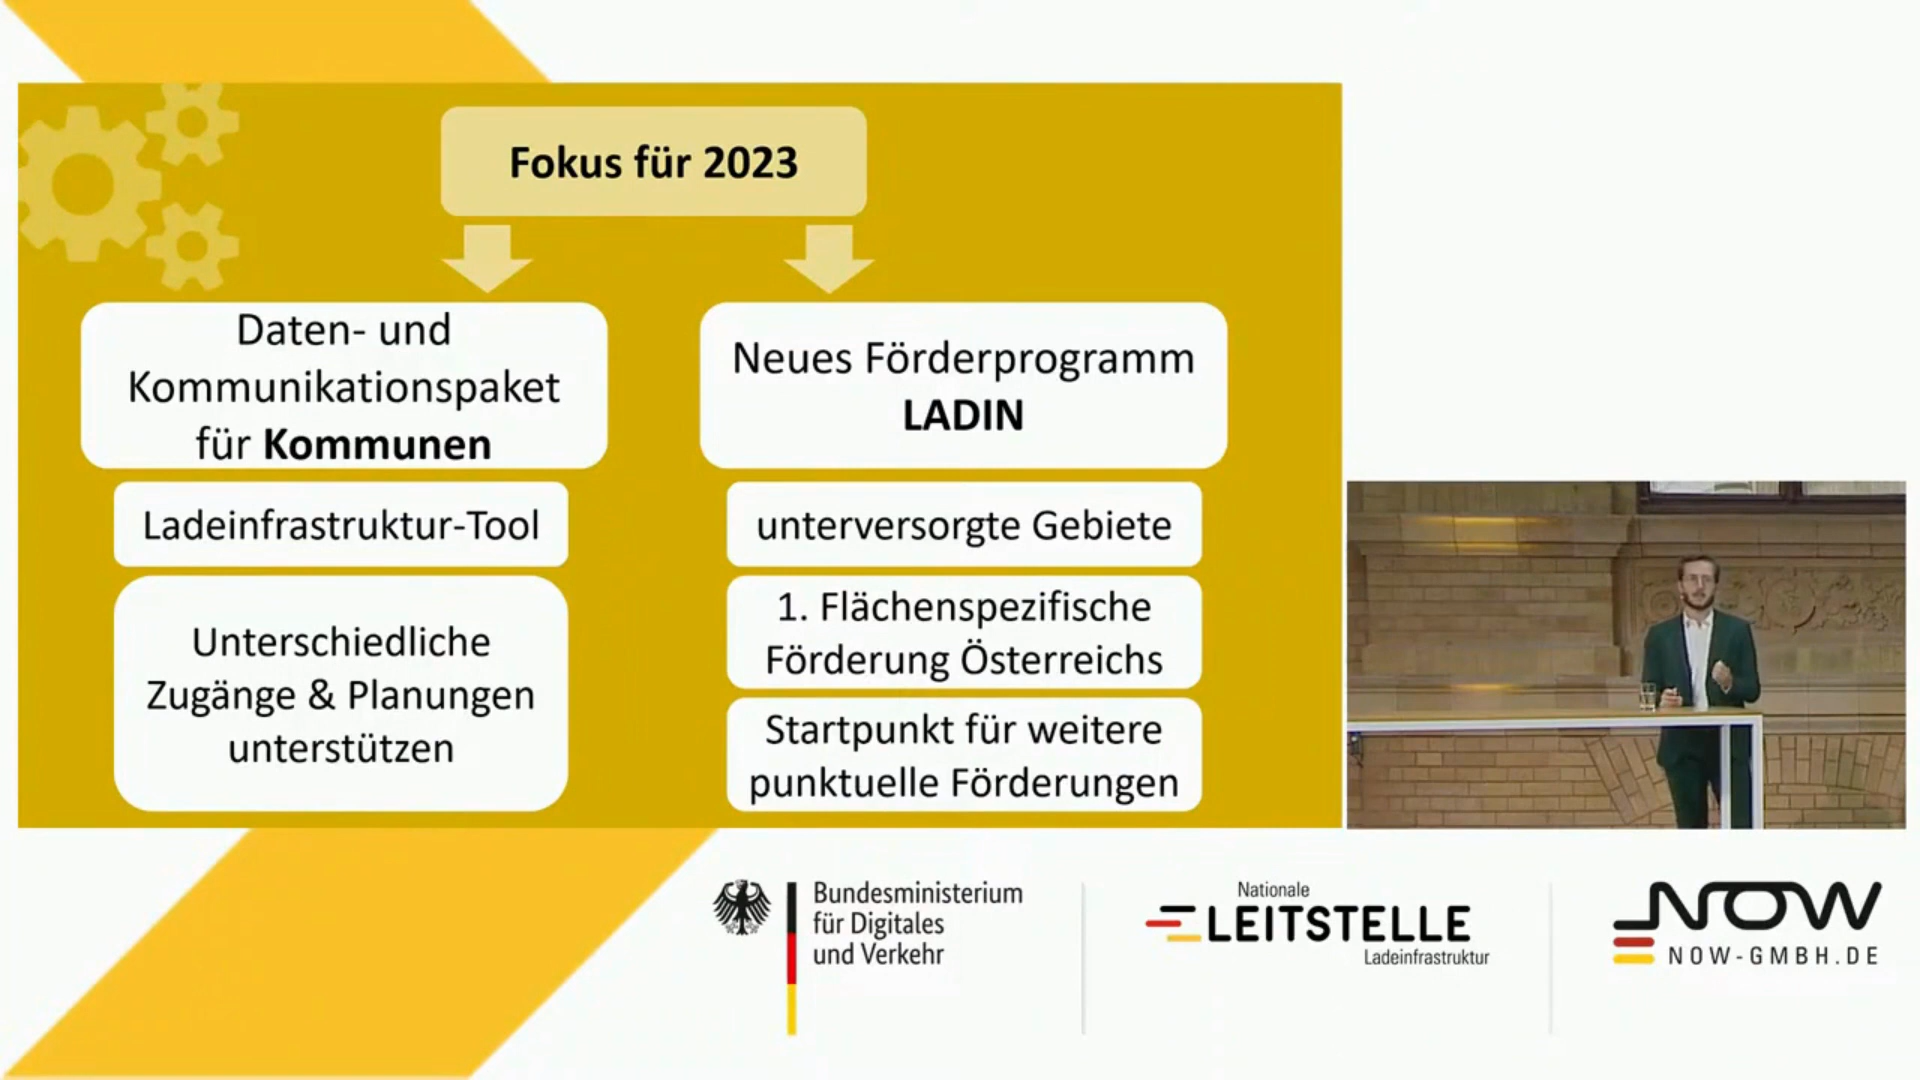 Fokus für 2023
Daten- und
Kommunikationspaket
für Kommunen
Ladeinfrastruktur-Tool
Unterschiedliche
Zugänge & Planungen
unterstützen
Neues Förderprogramm
LADIN
unterversorgte Gebiete
1. Flächenspezifische
Förderung Österreichs
Startpunkt für weitere
punktuelle Förderungen
Bundesministerium
für Digitales
und Verkehr
Nationale
LEITSTELLE
Ladeinfrastruktur
NOW
NOW-GMBH.DE